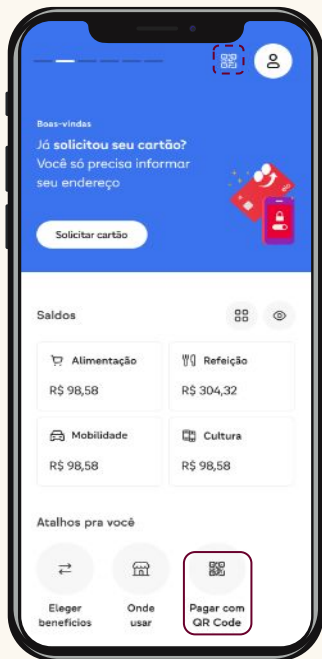 Boas-vindas
Já solicitou seu cartão?
Você só precisa informar
seu endereço
Solicitar cartão
Saldos
Alimentação
R$ 98,58
Refeição
R$ 304,32
Mobilidade
R$ 98,58
Cultura
R$ 98,58
Atalhos pra você
Eleger
benefícios
Onde
usar
Pagar com
QR Code